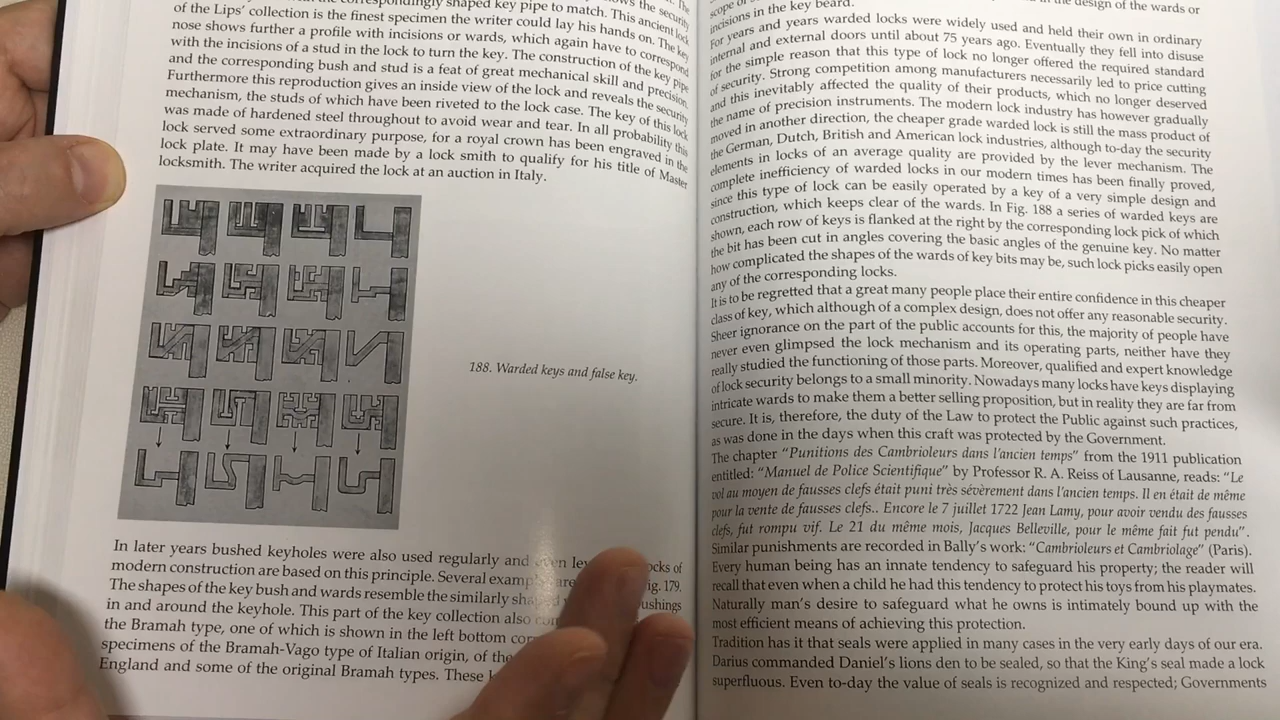 correspondingly shaped key pipe to match. This ancient lock
of the Lips' collection is the finest specimen the writer could lay his hands on. The key
nose shows further a profile with incisions or wards, which again have to correspond
with the incisions of a stud in the lock to turn the key. The construction of the key pipe
and the corresponding bush and stud is a feat of great mechanical skill and precision.
Furthermore this reproduction gives an inside view of the lock and reveals the security
mechanism, the studs of which have been riveted to the lock case. The key of this lock
was made of hardened steel throughout to avoid wear and tear. In all probability this
lock served some extraordinary purpose, for a royal crown has been engraved in the
lock plate. It may have been made by a lock smith to qualify for his title of Master
locksmith. The writer acquired the lock at an auction in Italy.
188. Warded keys and false key.
In later years bushed keyholes were also used regularly and even locks of
modern construction are based on this principle. Several are Fig. 179.
The shapes of the key bush and wards resemble the similarly bushings
in and around the keyhole. This part of the key collection also
the Bramah type, one of which is shown in the left bottom
specimens of the Bramah-Vago type of Italian origin, of the
England and some of the original Bramah types. These
the design of the wards or
incisions in the key beard.
For years and years warded locks were widely used and held their own in ordinary
internal and external doors until about 75 years ago. Eventually they fell into disuse
for the simple reason that this type of lock no longer offered the required standard
of security. Strong competition among manufacturers necessarily led to price cutting
and this inevitably affected the quality of their products, which no longer deserved
the name of precision instruments. The modern lock industry has however gradually
moved in another direction, the cheaper grade warded lock is still the mass product of
the German, Dutch, British and American lock industries, although to-day the security
elements in locks of an average quality are provided by the lever mechanism. The
complete inefficiency of warded locks in our modern times has been finally proved,
since this type of lock can be easily operated by a key of a very simple design and
construction, which keeps clear of the wards. In Fig. 188 a series of warded keys are
shown, each row of keys is flanked at the right by the corresponding lock pick of which
the bit has been cut in angles covering the basic angles of the genuine key. No matter
how complicated the shapes of the wards of key bits may be, such lock picks easily open
any of the corresponding locks.
It is to be regretted that a great many people place their entire confidence in this cheaper
class of key, which although of a complex design, does not offer any reasonable security.
Sheer ignorance on the part of the public accounts for this, the majority of people have
never even glimpsed the lock mechanism and its operating parts, neither have they
really studied the functioning of those parts. Moreover, qualified and expert knowledge
of lock security belongs to a small minority. Nowadays many locks have keys displaying
intricate wards to make them a better selling proposition, but in reality they are far from
secure. It is, therefore, the duty of the Law to protect the Public against such practices,
as was done in the days when this craft was protected by the Government.
The chapter "Punitions des Cambrioleurs dans l'ancien temps" from the 1911 publication
entitled: "Manuel de Police Scientifique" by Professor R. A. Reiss of Lausanne, reads: "Le
vol au moyen de fausses clefs était puni très sévèrement dans l'ancien temps. Il en était de même
pour la vente de fausses clefs.. Encore le 7 juillet 1722 Jean Lamy, pour avoir vendu des fausses
clefs, fut rompu vif. Le 21 du même mois, Jacques Belleville, pour le même fait fut pendu".
Similar punishments are recorded in Bally's work: "Cambrioleurs et Cambriolage" (Paris).
Every human being has an innate tendency to safeguard his property; the reader will
recall that even when a child he had this tendency to protect his toys from his playmates.
Naturally man's desire to safeguard what he owns is intimately bound up with the
most efficient means of achieving this protection.
Tradition has it that seals were applied in many cases in the very early days of our era.
Darius commanded Daniel's lions den to be sealed, so that the King's seal made a lock
superfluous. Even to-day the value of seals is recognized and respected; Governments